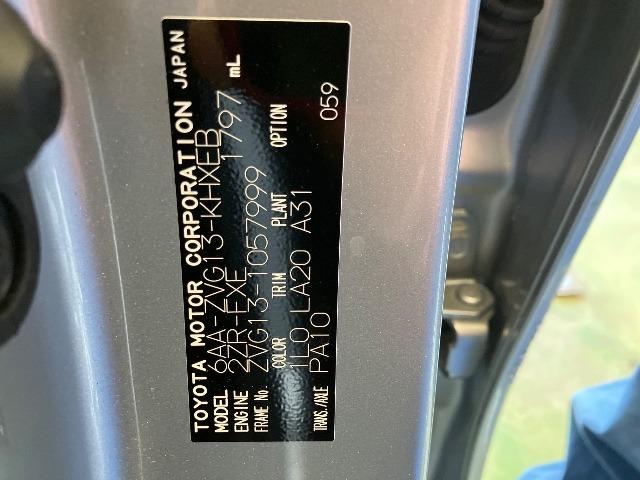 TOYOTA MOTOR CORPORATION JAPAN
MODEL 6AA-ZVG13-KHXEB
ENGINE 2ZR-FXE 1797 mL
FRAME No. ZVG13-1057999
COLOR TRIM PLANT OPTION
1L0 LA20 A31 059
TRANS./AXLE PA10